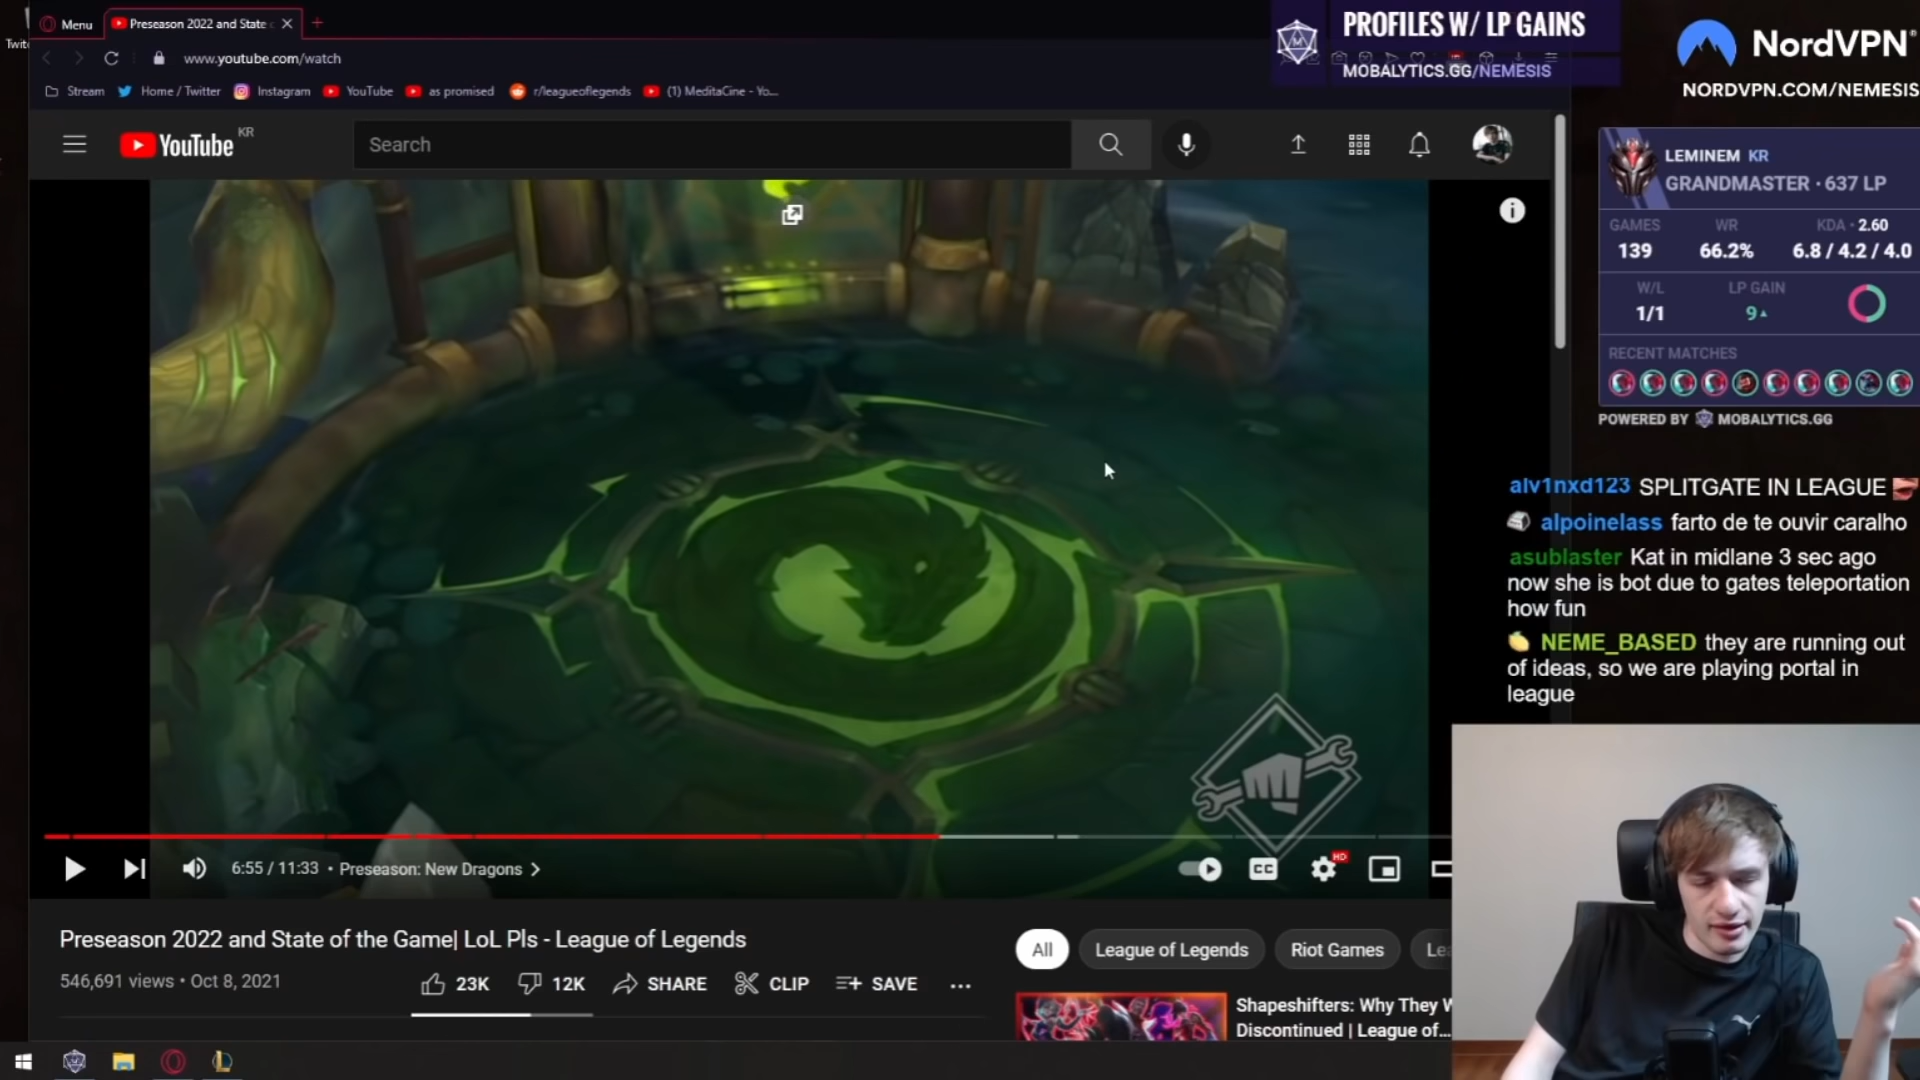 Menu
Preseason 2022 and State
PROFILES W/ LP GAINS
MOBALYTICS.GG/NEMESIS
NordVPN®
NORDVPN.COM/NEMESIS
www.youtube.com/watch
Stream
Home / Twitter
Instagram
YouTube
as promised
r/leagueoflegends
(1) MeditaCine - Yo...
YouTube KR
Search
LEMINEM KR
GRANDMASTER · 637 LP
GAMES
WR
KDA · 2.60
139
66.2%
6.8 / 4.2 / 4.0
W/L
LP GAIN
1/1
9
RECENT MATCHES
POWERED BY MOBALYTICS.GG
alv1nxd123 SPLITGATE IN LEAGUE
alpoinelass farto de te ouvir caralho
asublaster Kat in midlane 3 sec ago
now she is bot due to gates teleportation
how fun
NEME_BASED they are running out
of ideas, so we are playing portal in
league
6:55 / 11:33 • Preseason: New Dragons
CC
HD
Preseason 2022 and State of the Game| LoL Pls - League of Legends
546,691 views • Oct 8, 2021
23K
12K
SHARE
CLIP
SAVE
All
League of Legends
Riot Games
Shapeshifters: Why They
Discontinued | League of...